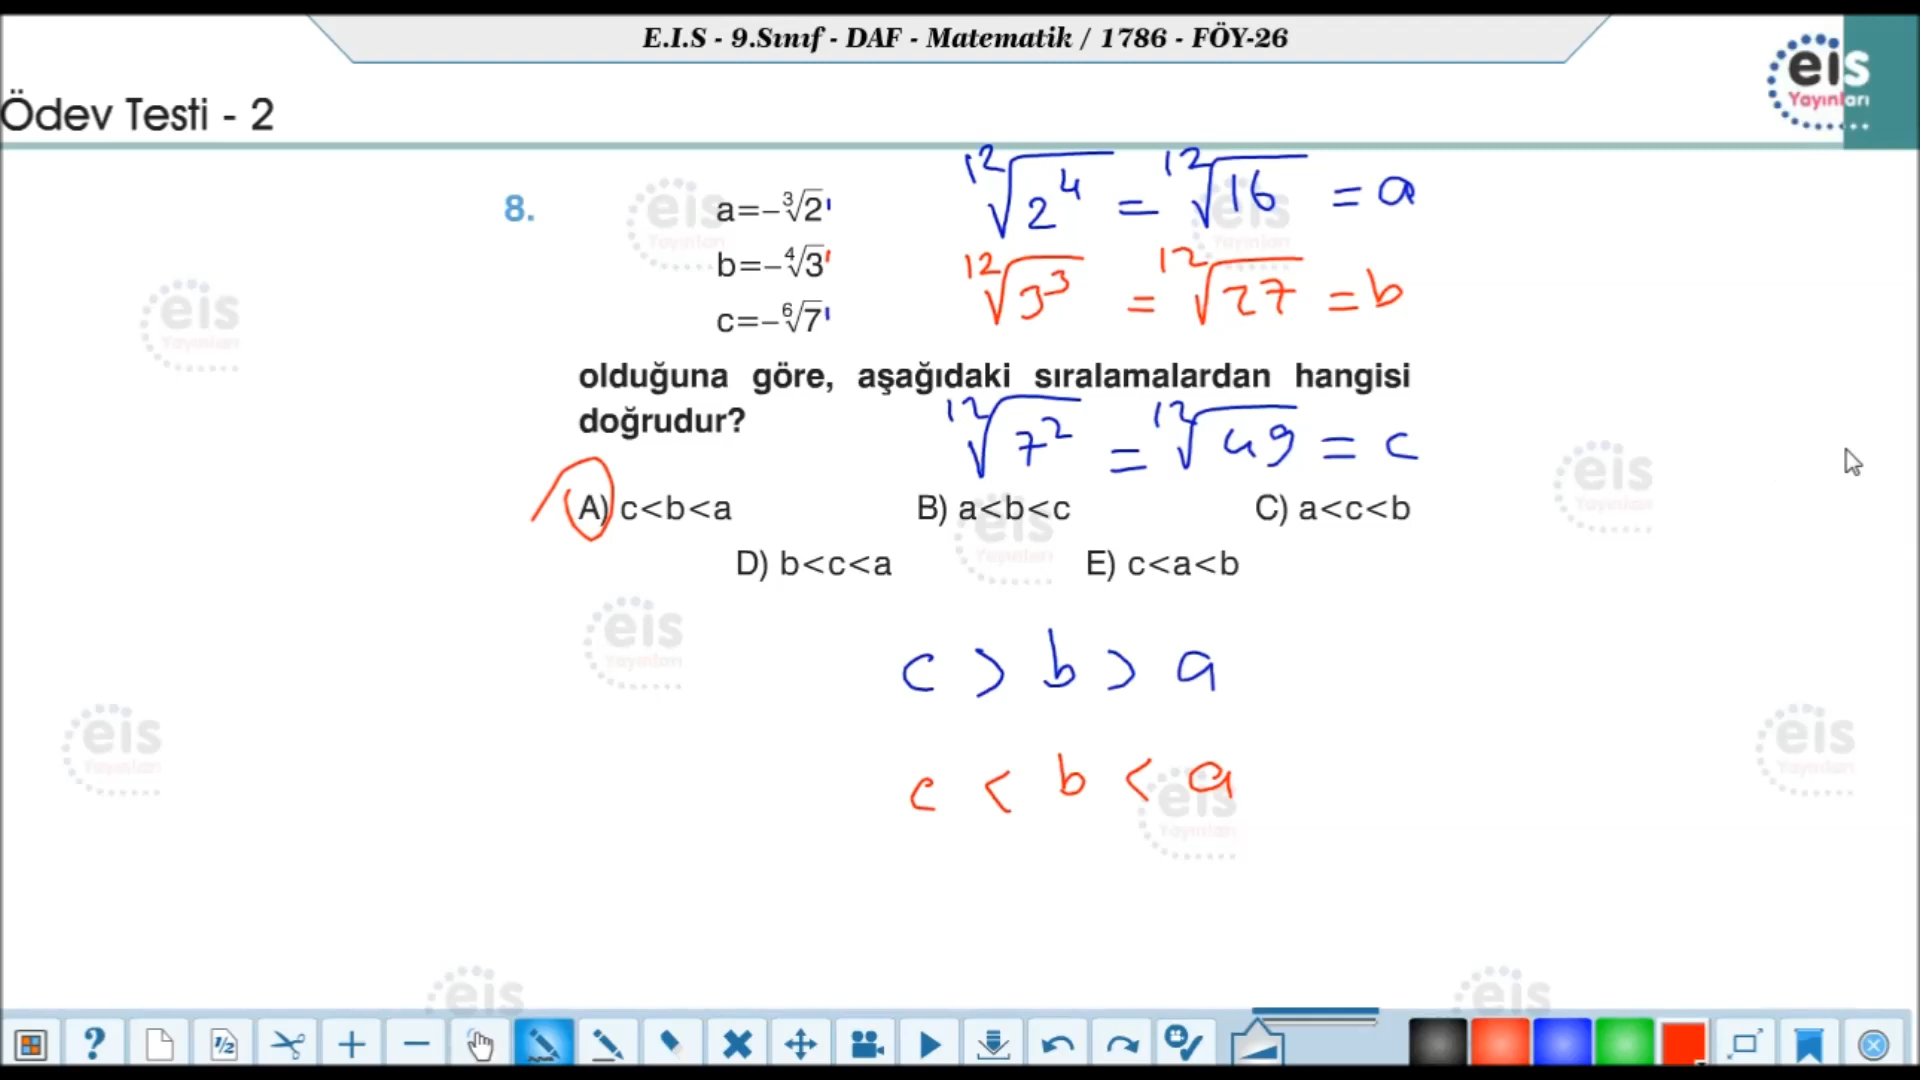 E.I.S - 9.Sınıf - DAF - Matematik / 1786 - FÖY-26
eis
Yayınları
Ödev Testi - 2
8.
a=-∛2
¹²√2⁴ = ¹²√16 = a
b=-∜3
¹²√3³ = ¹²√27 = b
c=-⁶√7
olduğuna göre, aşağıdaki sıralamalardan hangisi
doğrudur?
¹²√7² = ¹²√49 = c
A) c<b<a B) a<b<c C) a<c<b
D) b<c<a E) c<a<b
c > b > a
c < b < a